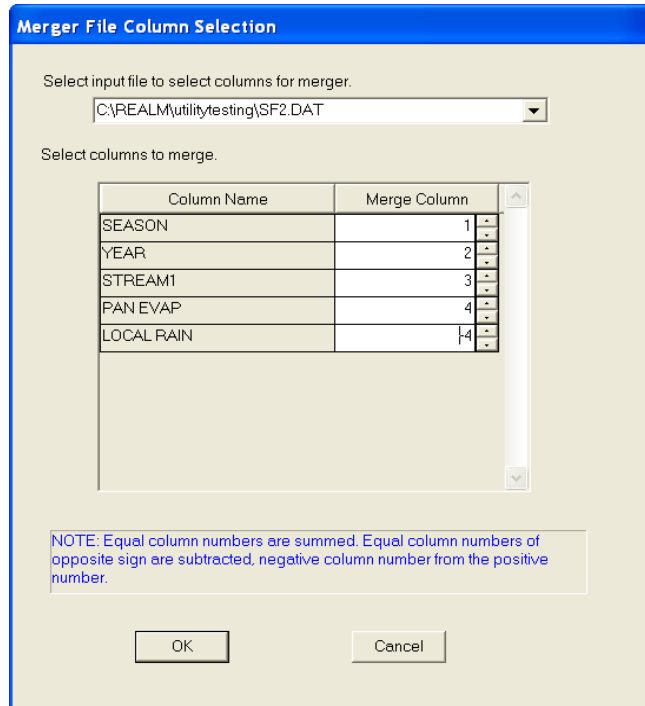 Merger File Column Selection
Select input file to select columns for merger.
C:\REALM\utilitytesting\SF2.DAT
Select columns to merge.
Column Name Merge Column
SEASON 1
YEAR 2
STREAM1 3
PAN EVAP 4
LOCAL RAIN -4
NOTE: Equal column numbers are summed. Equal column numbers of
opposite sign are subtracted, negative column number from the positive
number.
OK Cancel